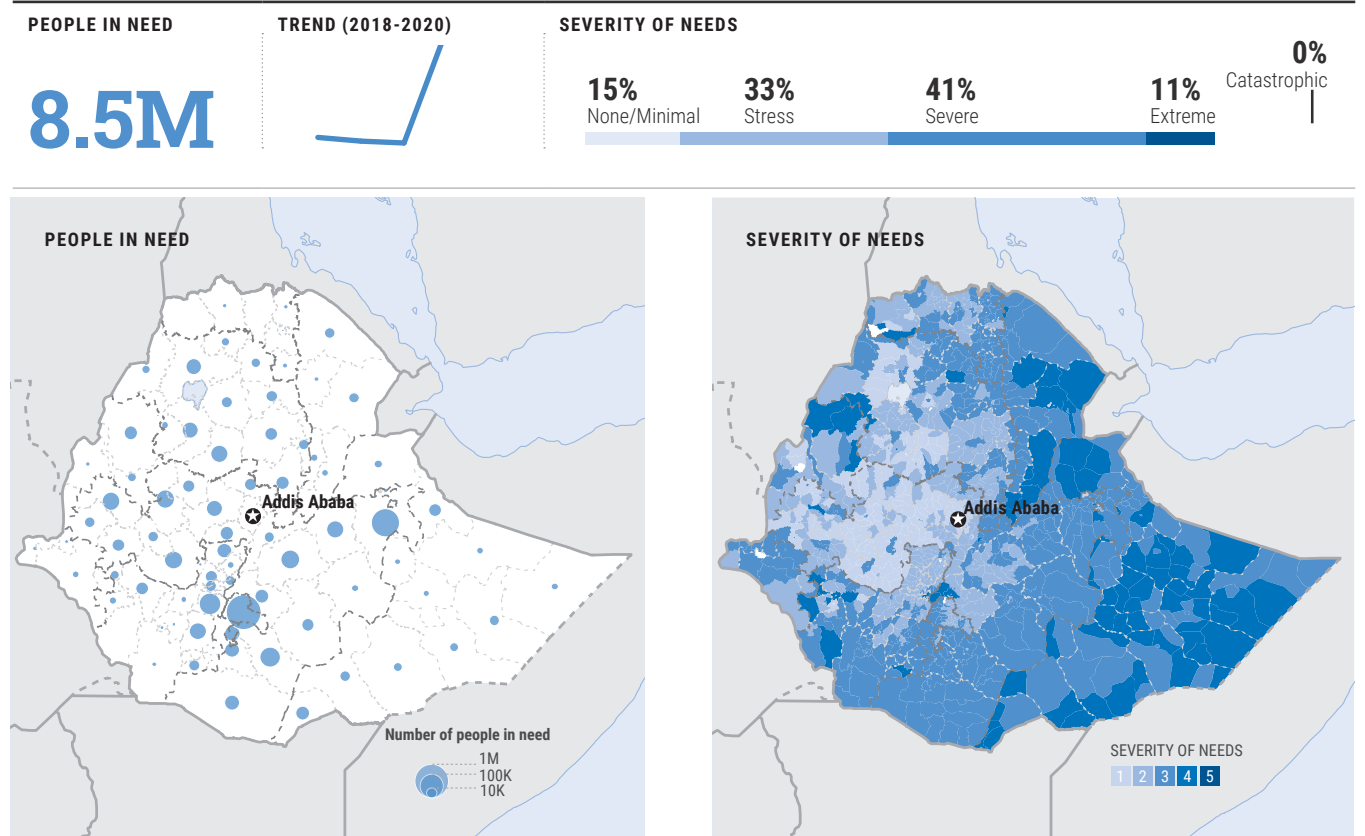 PEOPLE IN NEED
TREND (2018-2020)
SEVERITY OF NEEDS
8.5M
15%
None/Minimal
33%
Stress
41%
Severe
11%
Extreme
0%
Catastrophic
PEOPLE IN NEED
Addis Ababa
Number of people in need
1M
100K
10K
SEVERITY OF NEEDS
Addis Ababa
SEVERITY OF NEEDS
1 2 3 4 5